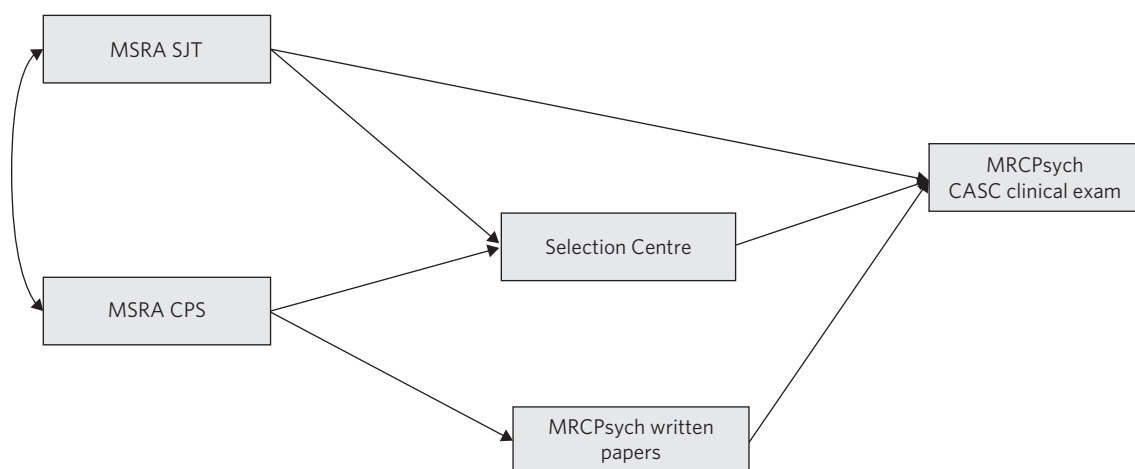 MSRA SJT
MRCPsych
CASC clinical exam
Selection Centre
MSRA CPS
MRCPsych written
papers